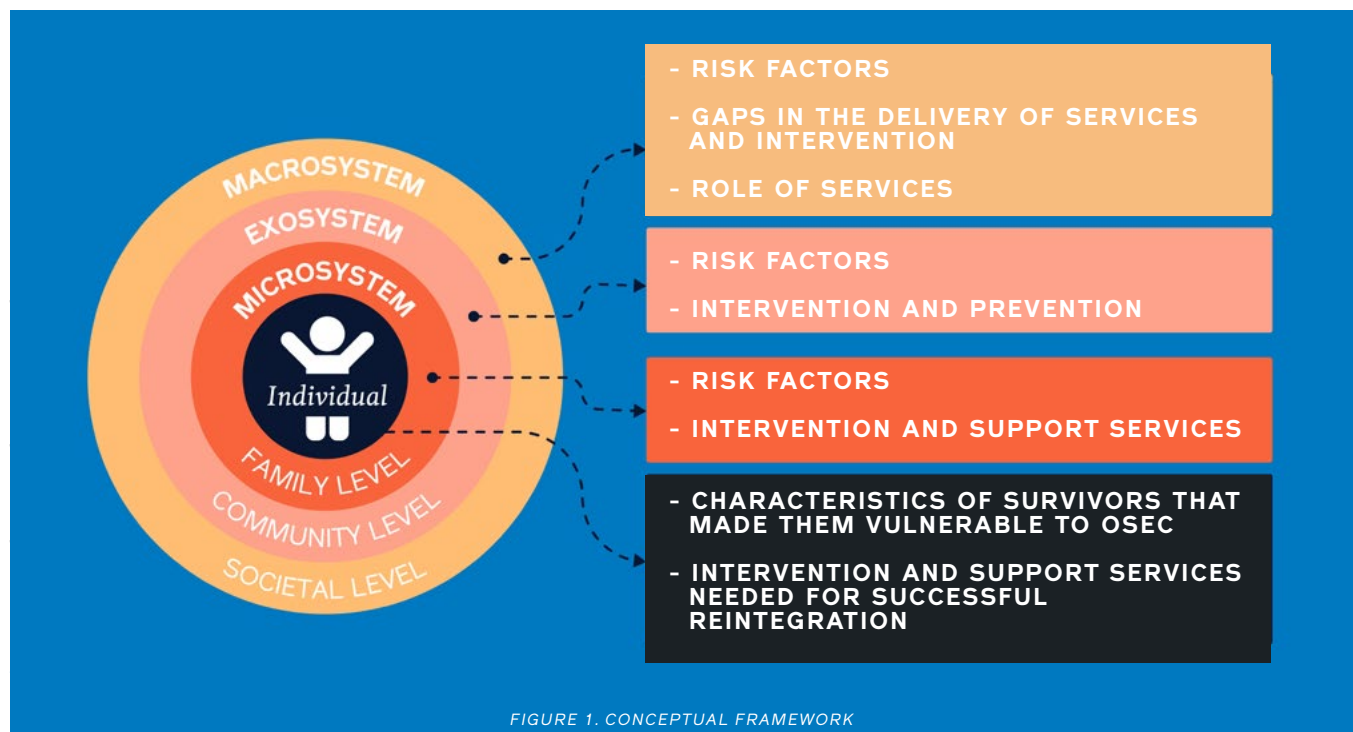 MACROSYSTEM
EXOSYSTEM
MICROSYSTEM
Individual
FAMILY LEVEL
COMMUNITY LEVEL
SOCIETAL LEVEL
- RISK FACTORS
- GAPS IN THE DELIVERY OF SERVICES
AND INTERVENTION
- ROLE OF SERVICES
- RISK FACTORS
- INTERVENTION AND PREVENTION
- RISK FACTORS
- INTERVENTION AND SUPPORT SERVICES
- CHARACTERISTICS OF SURVIVORS THAT
MADE THEM VULNERABLE TO OSEC
- INTERVENTION AND SUPPORT SERVICES
NEEDED FOR SUCCESSFUL
REINTEGRATION
FIGURE 1. CONCEPTUAL FRAMEWORK